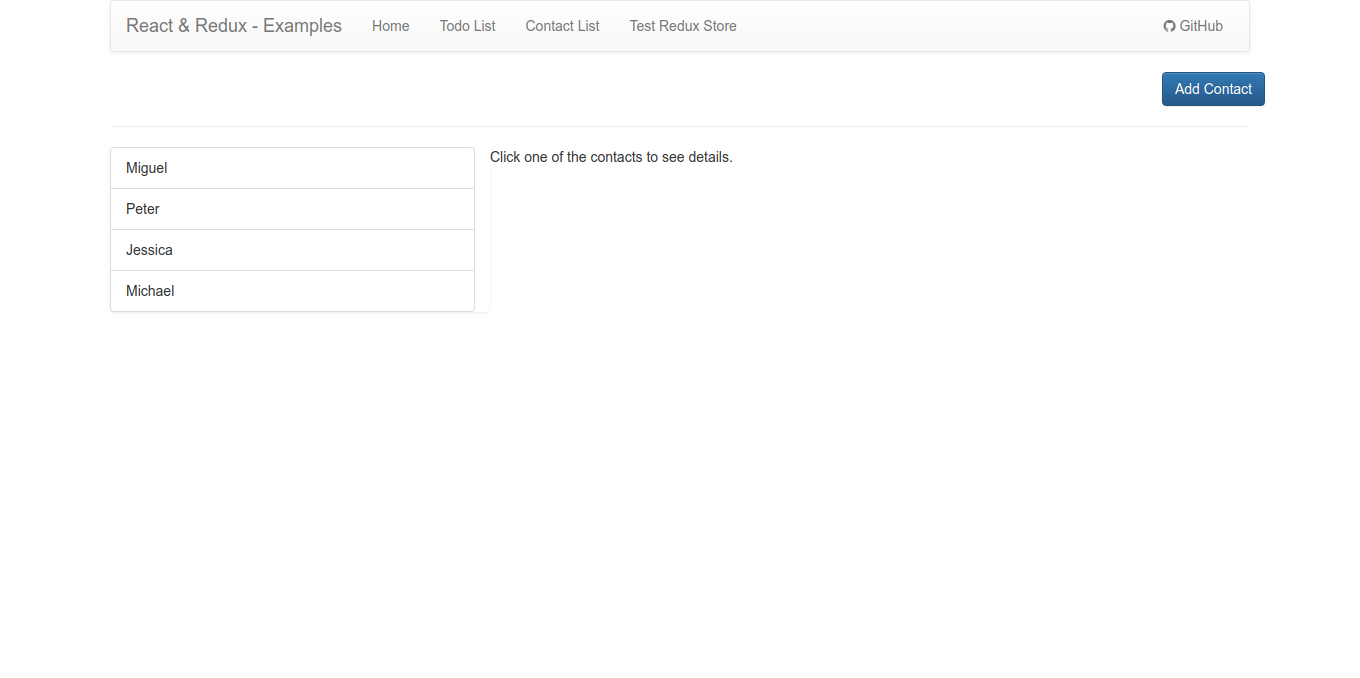 React & Redux - Examples Home Todo List Contact List Test Redux Store GitHub
Add Contact
Miguel
Click one of the contacts to see details.
Peter
Jessica
Michael